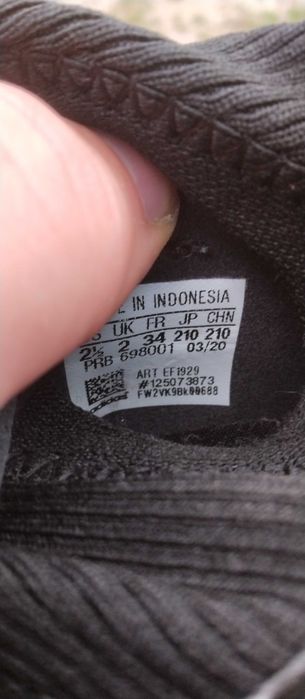 IN INDONESIA
UK FR JP CHN
2½ 2 34 210 210
PRB 698001 03/20
ART EF1929
#125073873
adidas